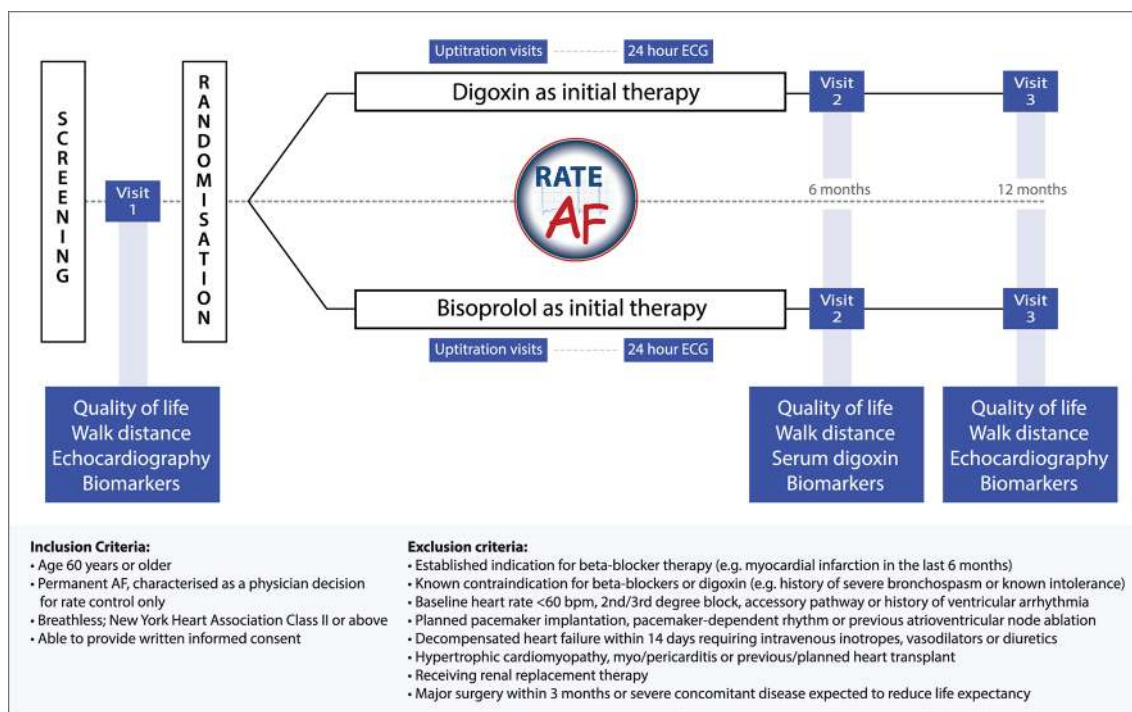 SCREENING
Visit
1
RANDOMISATION
Uptitration visits
24 hour ECG
Digoxin as initial therapy
Visit
2
Visit
3
RATE
AF
6 months
12 months
Bisoprolol as initial therapy
Uptitration visits
24 hour ECG
Visit
2
Visit
3
Quality of life
Walk distance
Echocardiography
Biomarkers
Quality of life
Walk distance
Serum digoxin
Biomarkers
Quality of life
Walk distance
Echocardiography
Biomarkers
Inclusion Criteria:
• Age 60 years or older
• Permanent AF, characterised as a physician decision
for rate control only
• Breathless; New York Heart Association Class II or above
• Able to provide written informed consent
Exclusion criteria:
• Established indication for beta-blocker therapy (e.g. myocardial infarction in the last 6 months)
• Known contraindication for beta-blockers or digoxin (e.g. history of severe bronchospasm or known intolerance)
• Baseline heart rate <60 bpm, 2nd/3rd degree block, accessory pathway or history of ventricular arrhythmia
• Planned pacemaker implantation, pacemaker-dependent rhythm or previous atrioventricular node ablation
• Decompensated heart failure within 14 days requiring intravenous inotropes, vasodilators or diuretics
• Hypertrophic cardiomyopathy, myo/pericarditis or previous/planned heart transplant
• Receiving renal replacement therapy
• Major surgery within 3 months or severe concomitant disease expected to reduce life expectancy